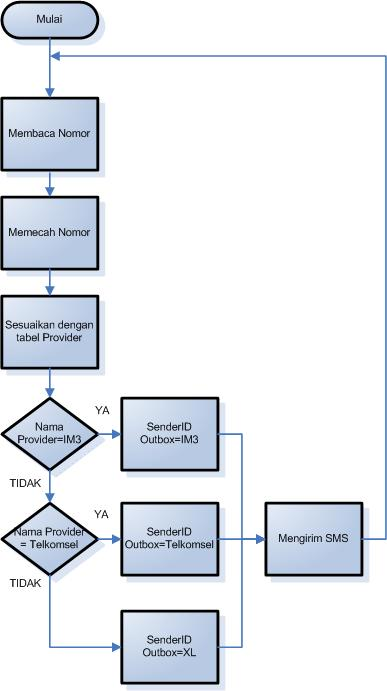 Mulai
Membaca Nomor
Memecah Nomor
Sesuaikan dengan
tabel Provider
Nama
Provider=IM3
YA
SenderID
Outbox=IM3
TIDAK
Nama Provider
= Telkomsel
YA
SenderID
Outbox=Telkomsel
Mengirim SMS
TIDAK
SenderID
Outbox=XL